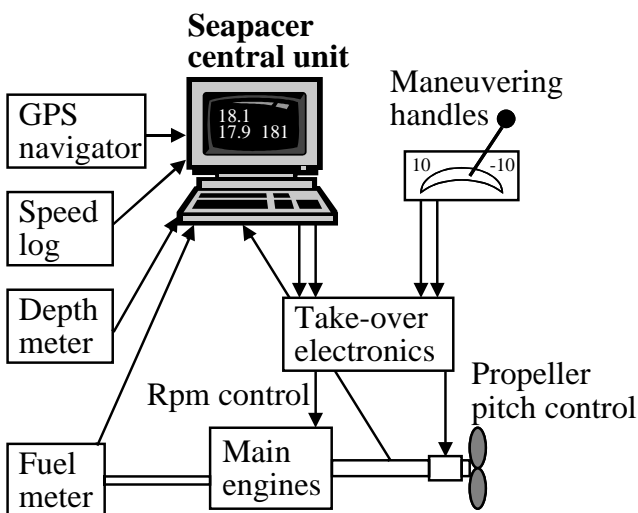 Seapacer
central unit
Maneuvering
handles
GPS
navigator
18.1
17.9 181
10 -10
Speed
log
Depth
meter
Take-over
electronics
Rpm control
Propeller
pitch control
Fuel
meter
Main
engines